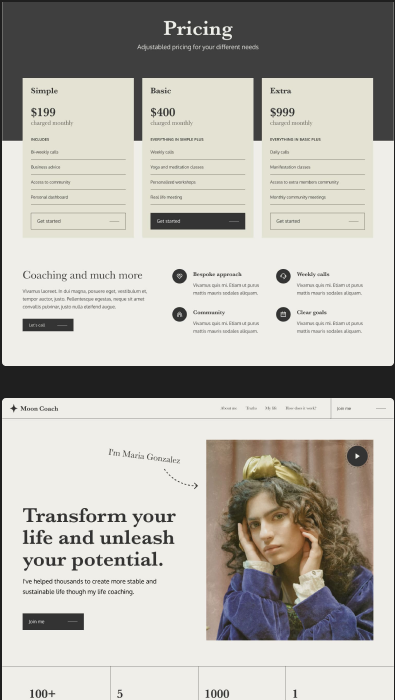 Pricing
Adjustabled pricing for your different needs
Simple
$199
charged monthly
INCLUDES
Bi-weekly calls
Business advice
Access to community
Personal dashboard
Get started
Basic
$400
charged monthly
EVERYTHING IN SIMPLE PLUS
Weekly calls
Yoga and meditation classes
Personalised workshops
Real life meeting
Get started
Extra
$999
charged monthly
EVERYTHING IN BASIC PLUS
Daily calls
Manifestation classes
Access to extra members community
Monthly community meetings
Get started
Coaching and much more
Vivamus quis mi. In dui magna, posuere eget, vestibulum et,
tempor auctor, justo. Pellentesque egestas, neque sit amet
convallis pulvinar, justo nulla eleifend augue.
Let's call
Bespoke approach
Vivamus quis mi. Etiam ut purus
mattis mauris sodales aliquam.
Weekly calls
Vivamus quis mi. Etiam ut purus
mattis mauris sodales aliquam.
Community
Vivamus quis mi. Etiam ut purus
mattis mauris sodales aliquam.
Clear goals
Vivamus quis mi. Etiam ut purus
mattis mauris sodales aliquam.
Moon Coach
About me
My life
How does it work?
Join me
I'm Maria Gonzalez
Transform your
life and unleash
your potential.
I've helped thousands to create more stable and
sustainable life though my life coaching.
Join me
100+
5
1000
1